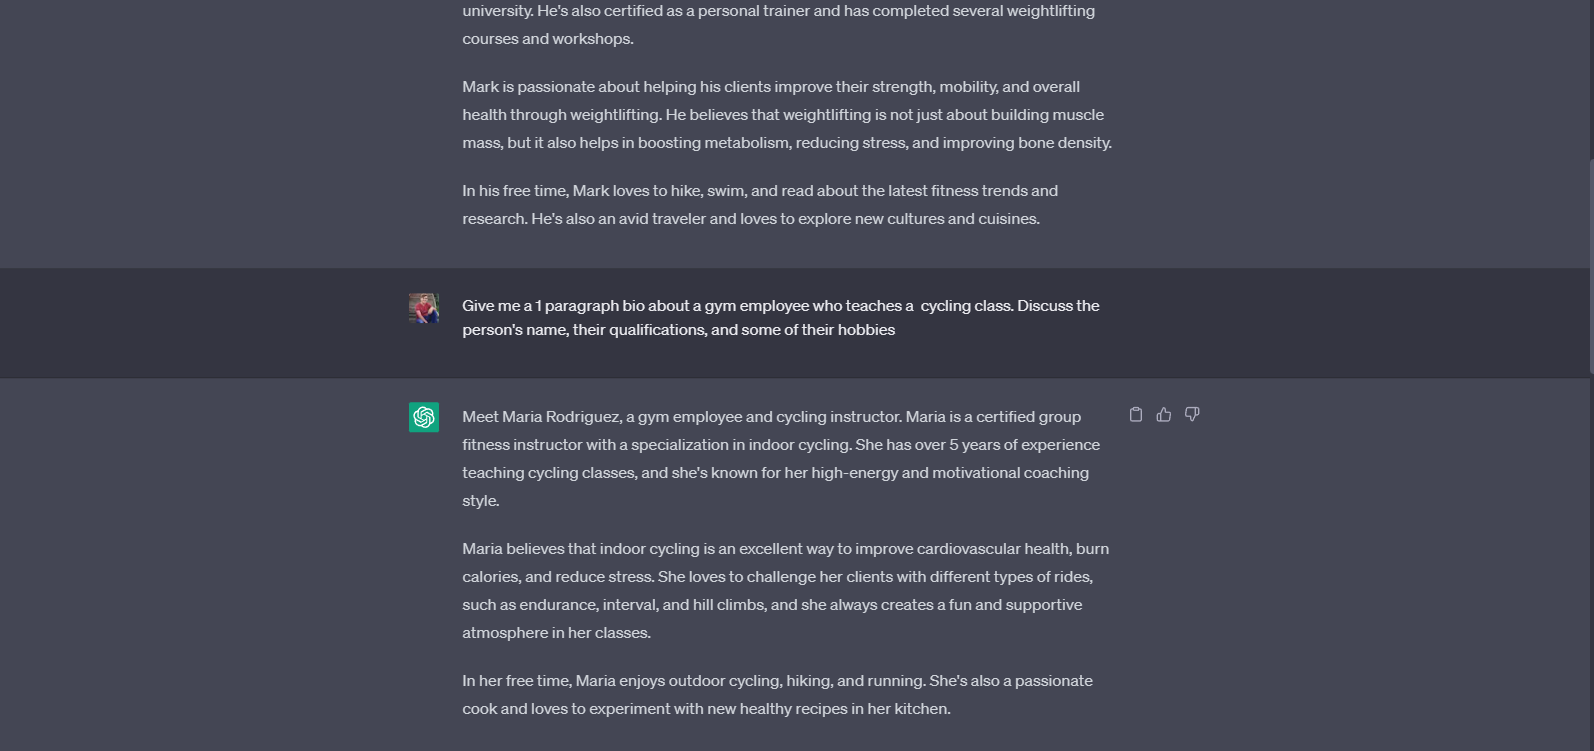 university. He's also certified as a personal trainer and has completed several weightlifting
courses and workshops.
Mark is passionate about helping his clients improve their strength, mobility, and overall
health through weightlifting. He believes that weightlifting is not just about building muscle
mass, but it also helps in boosting metabolism, reducing stress, and improving bone density.
In his free time, Mark loves to hike, swim, and read about the latest fitness trends and
research. He's also an avid traveler and loves to explore new cultures and cuisines.
Give me a 1 paragraph bio about a gym employee who teaches a  cycling class. Discuss the
person's name, their qualifications, and some of their hobbies
Meet Maria Rodriguez, a gym employee and cycling instructor. Maria is a certified group
fitness instructor with a specialization in indoor cycling. She has over 5 years of experience
teaching cycling classes, and she's known for her high-energy and motivational coaching
style.
Maria believes that indoor cycling is an excellent way to improve cardiovascular health, burn
calories, and reduce stress. She loves to challenge her clients with different types of rides,
such as endurance, interval, and hill climbs, and she always creates a fun and supportive
atmosphere in her classes.
In her free time, Maria enjoys outdoor cycling, hiking, and running. She's also a passionate
cook and loves to experiment with new healthy recipes in her kitchen.